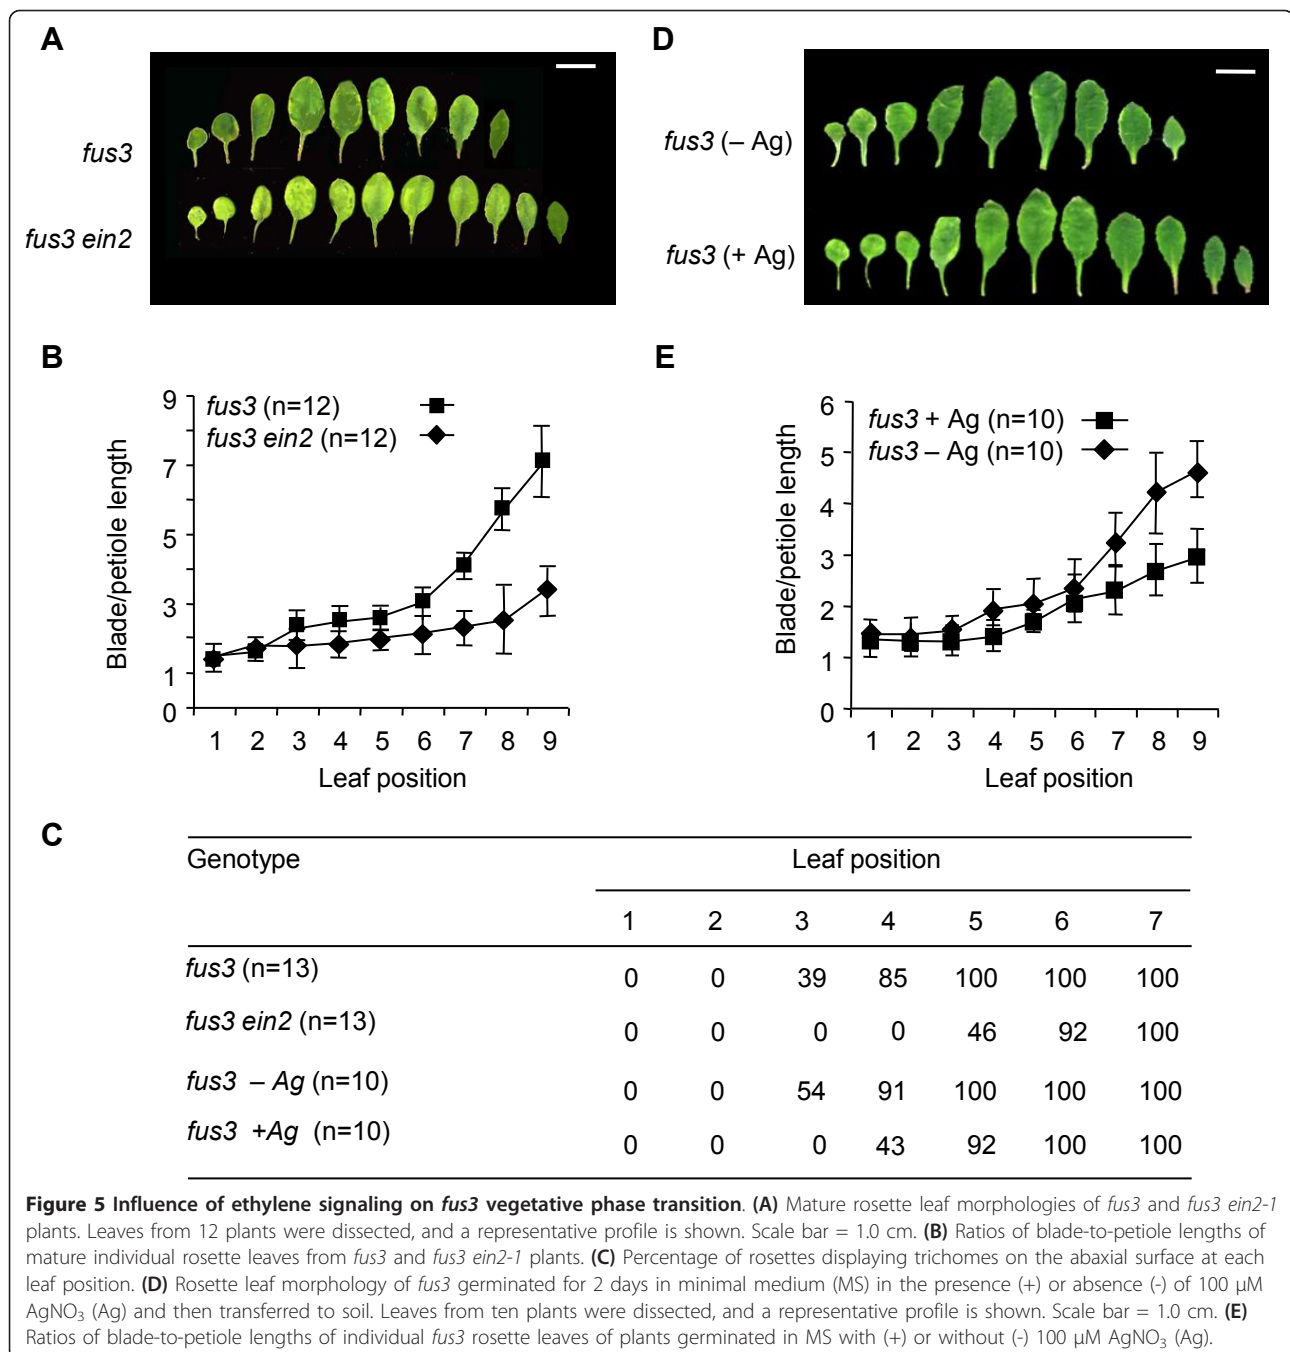 A
fus3
fus3 ein2
D
fus3 (– Ag)
fus3 (+ Ag)
B
9
7
5
3
1
0
Blade/petiole length
fus3 (n=12)
fus3 ein2 (n=12)
1 2 3 4 5 6 7 8 9
Leaf position
E
6
5
4
3
2
1
0
Blade/petiole length
fus3 + Ag (n=10)
fus3 – Ag (n=10)
1 2 3 4 5 6 7 8 9
Leaf position
C
Genotype Leaf position
1 2 3 4 5 6 7
fus3 (n=13) 0 0 39 85 100 100 100
fus3 ein2 (n=13) 0 0 0 0 46 92 100
fus3 – Ag (n=10) 0 0 54 91 100 100 100
fus3 +Ag (n=10) 0 0 0 43 92 100 100
Figure 5 Influence of ethylene signaling on fus3 vegetative phase transition. (A) Mature rosette leaf morphologies of fus3 and fus3 ein2-1
plants. Leaves from 12 plants were dissected, and a representative profile is shown. Scale bar = 1.0 cm. (B) Ratios of blade-to-petiole lengths of
mature individual rosette leaves from fus3 and fus3 ein2-1 plants. (C) Percentage of rosettes displaying trichomes on the abaxial surface at each
leaf position. (D) Rosette leaf morphology of fus3 germinated for 2 days in minimal medium (MS) in the presence (+) or absence (-) of 100 μM
AgNO₃ (Ag) and then transferred to soil. Leaves from ten plants were dissected, and a representative profile is shown. Scale bar = 1.0 cm. (E)
Ratios of blade-to-petiole lengths of individual fus3 rosette leaves of plants germinated in MS with (+) or without (-) 100 μM AgNO₃ (Ag).